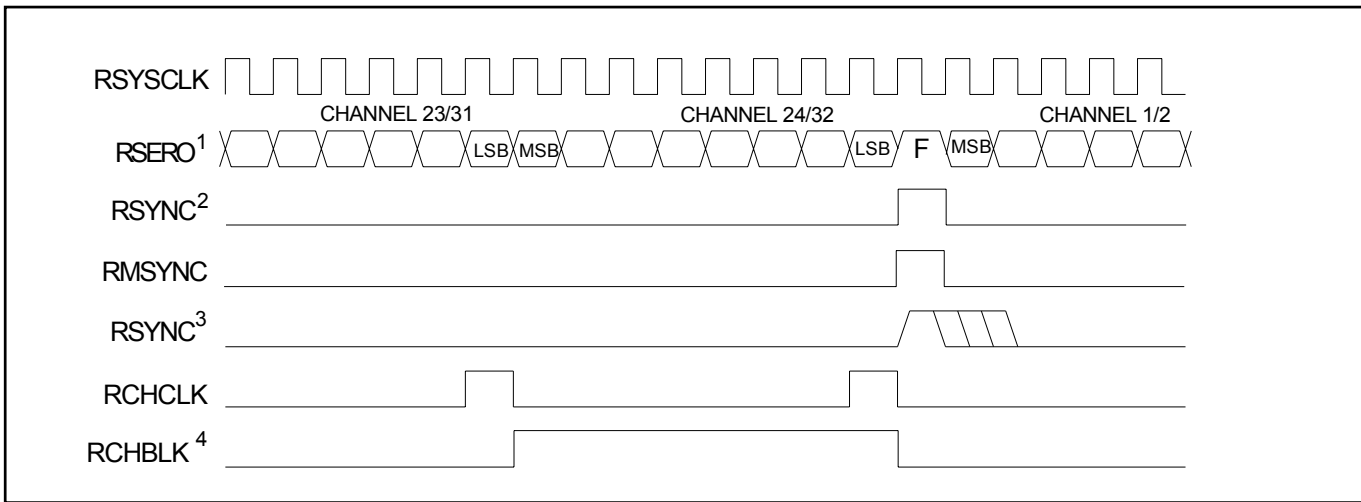 RSYSCLK
CHANNEL 23/31 CHANNEL 24/32 CHANNEL 1/2
RSERO1 LSB MSB LSB F MSB
RSYNC2
RMSYNC
RSYNC3
RCHCLK
RCHBLK 4